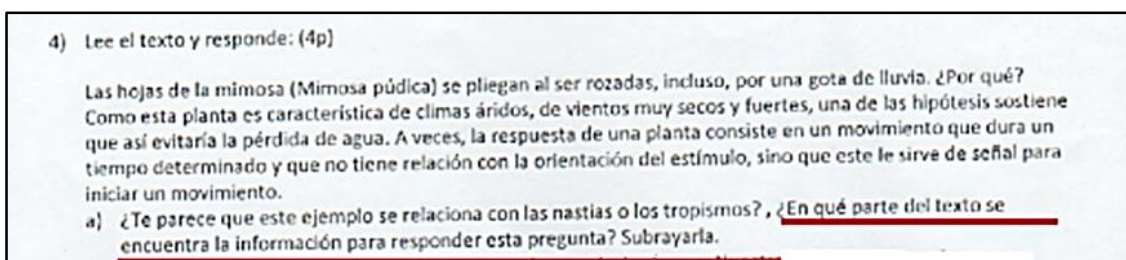 4) Lee el texto y responde: (4p)
Las hojas de la mimosa (Mimosa púdica) se pliegan al ser rozadas, incluso, por una gota de lluvia. ¿Por qué?
Como esta planta es característica de climas áridos, de vientos muy secos y fuertes, una de las hipótesis sostiene
que así evitaría la pérdida de agua. A veces, la respuesta de una planta consiste en un movimiento que dura un
tiempo determinado y que no tiene relación con la orientación del estímulo, sino que este le sirve de señal para
iniciar un movimiento.
a) ¿Te parece que este ejemplo se relaciona con las nastias o los tropismos? , ¿En qué parte del texto se
encuentra la información para responder esta pregunta? Subrayarla.